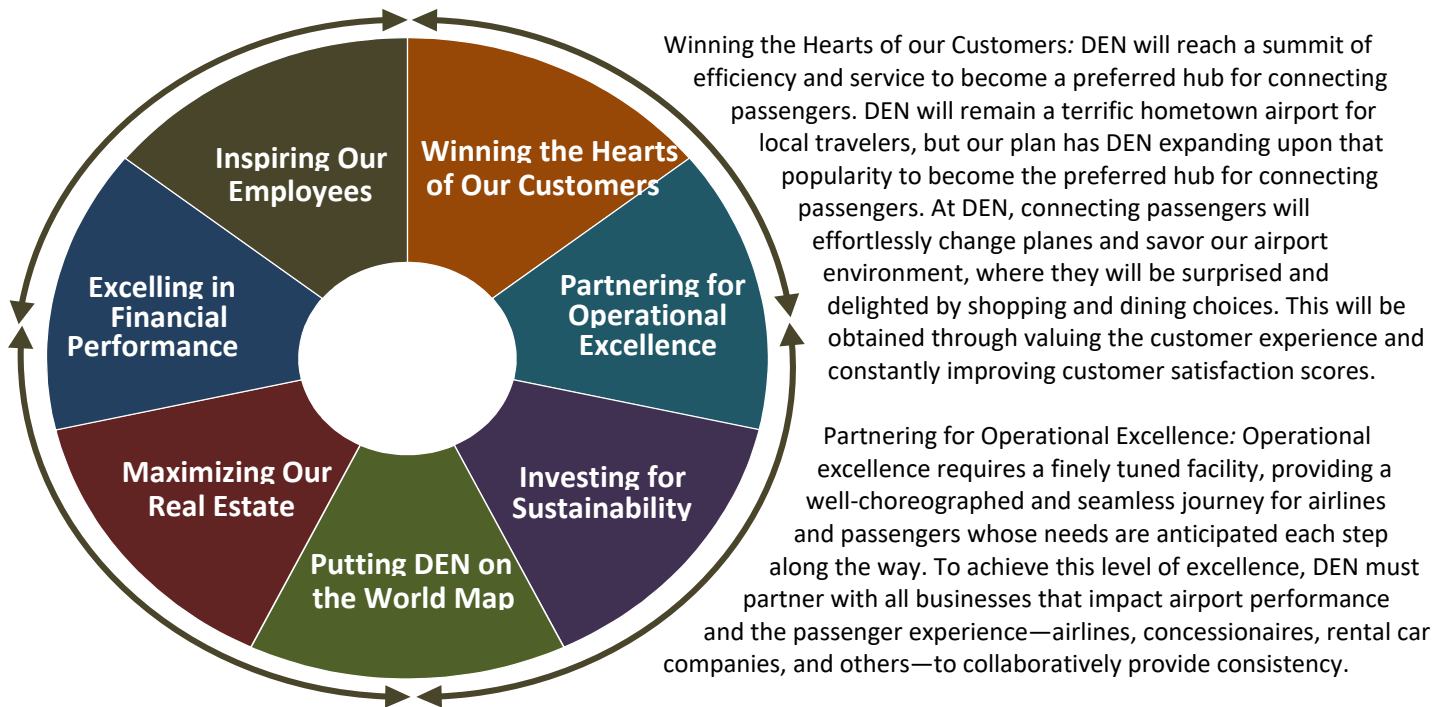 Inspiring Our
Employees
Winning the Hearts
of Our Customers
Partnering for
Operational
Excellence
Investing for
Sustainability
Putting DEN on
the World Map
Maximizing Our
Real Estate
Excelling in
Financial
Performance
Winning the Hearts of our Customers: DEN will reach a summit of
efficiency and service to become a preferred hub for connecting
passengers. DEN will remain a terrific hometown airport for
local travelers, but our plan has DEN expanding upon that
popularity to become the preferred hub for connecting
passengers. At DEN, connecting passengers will
effortlessly change planes and savor our airport
environment, where they will be surprised and
delighted by shopping and dining choices. This will be
obtained through valuing the customer experience and
constantly improving customer satisfaction scores.
Partnering for Operational Excellence: Operational
excellence requires a finely tuned facility, providing a
well-choreographed and seamless journey for airlines
and passengers whose needs are anticipated each step
along the way. To achieve this level of excellence, DEN must
partner with all businesses that impact airport performance
and the passenger experience—airlines, concessionaires, rental car
companies, and others—to collaboratively provide consistency.